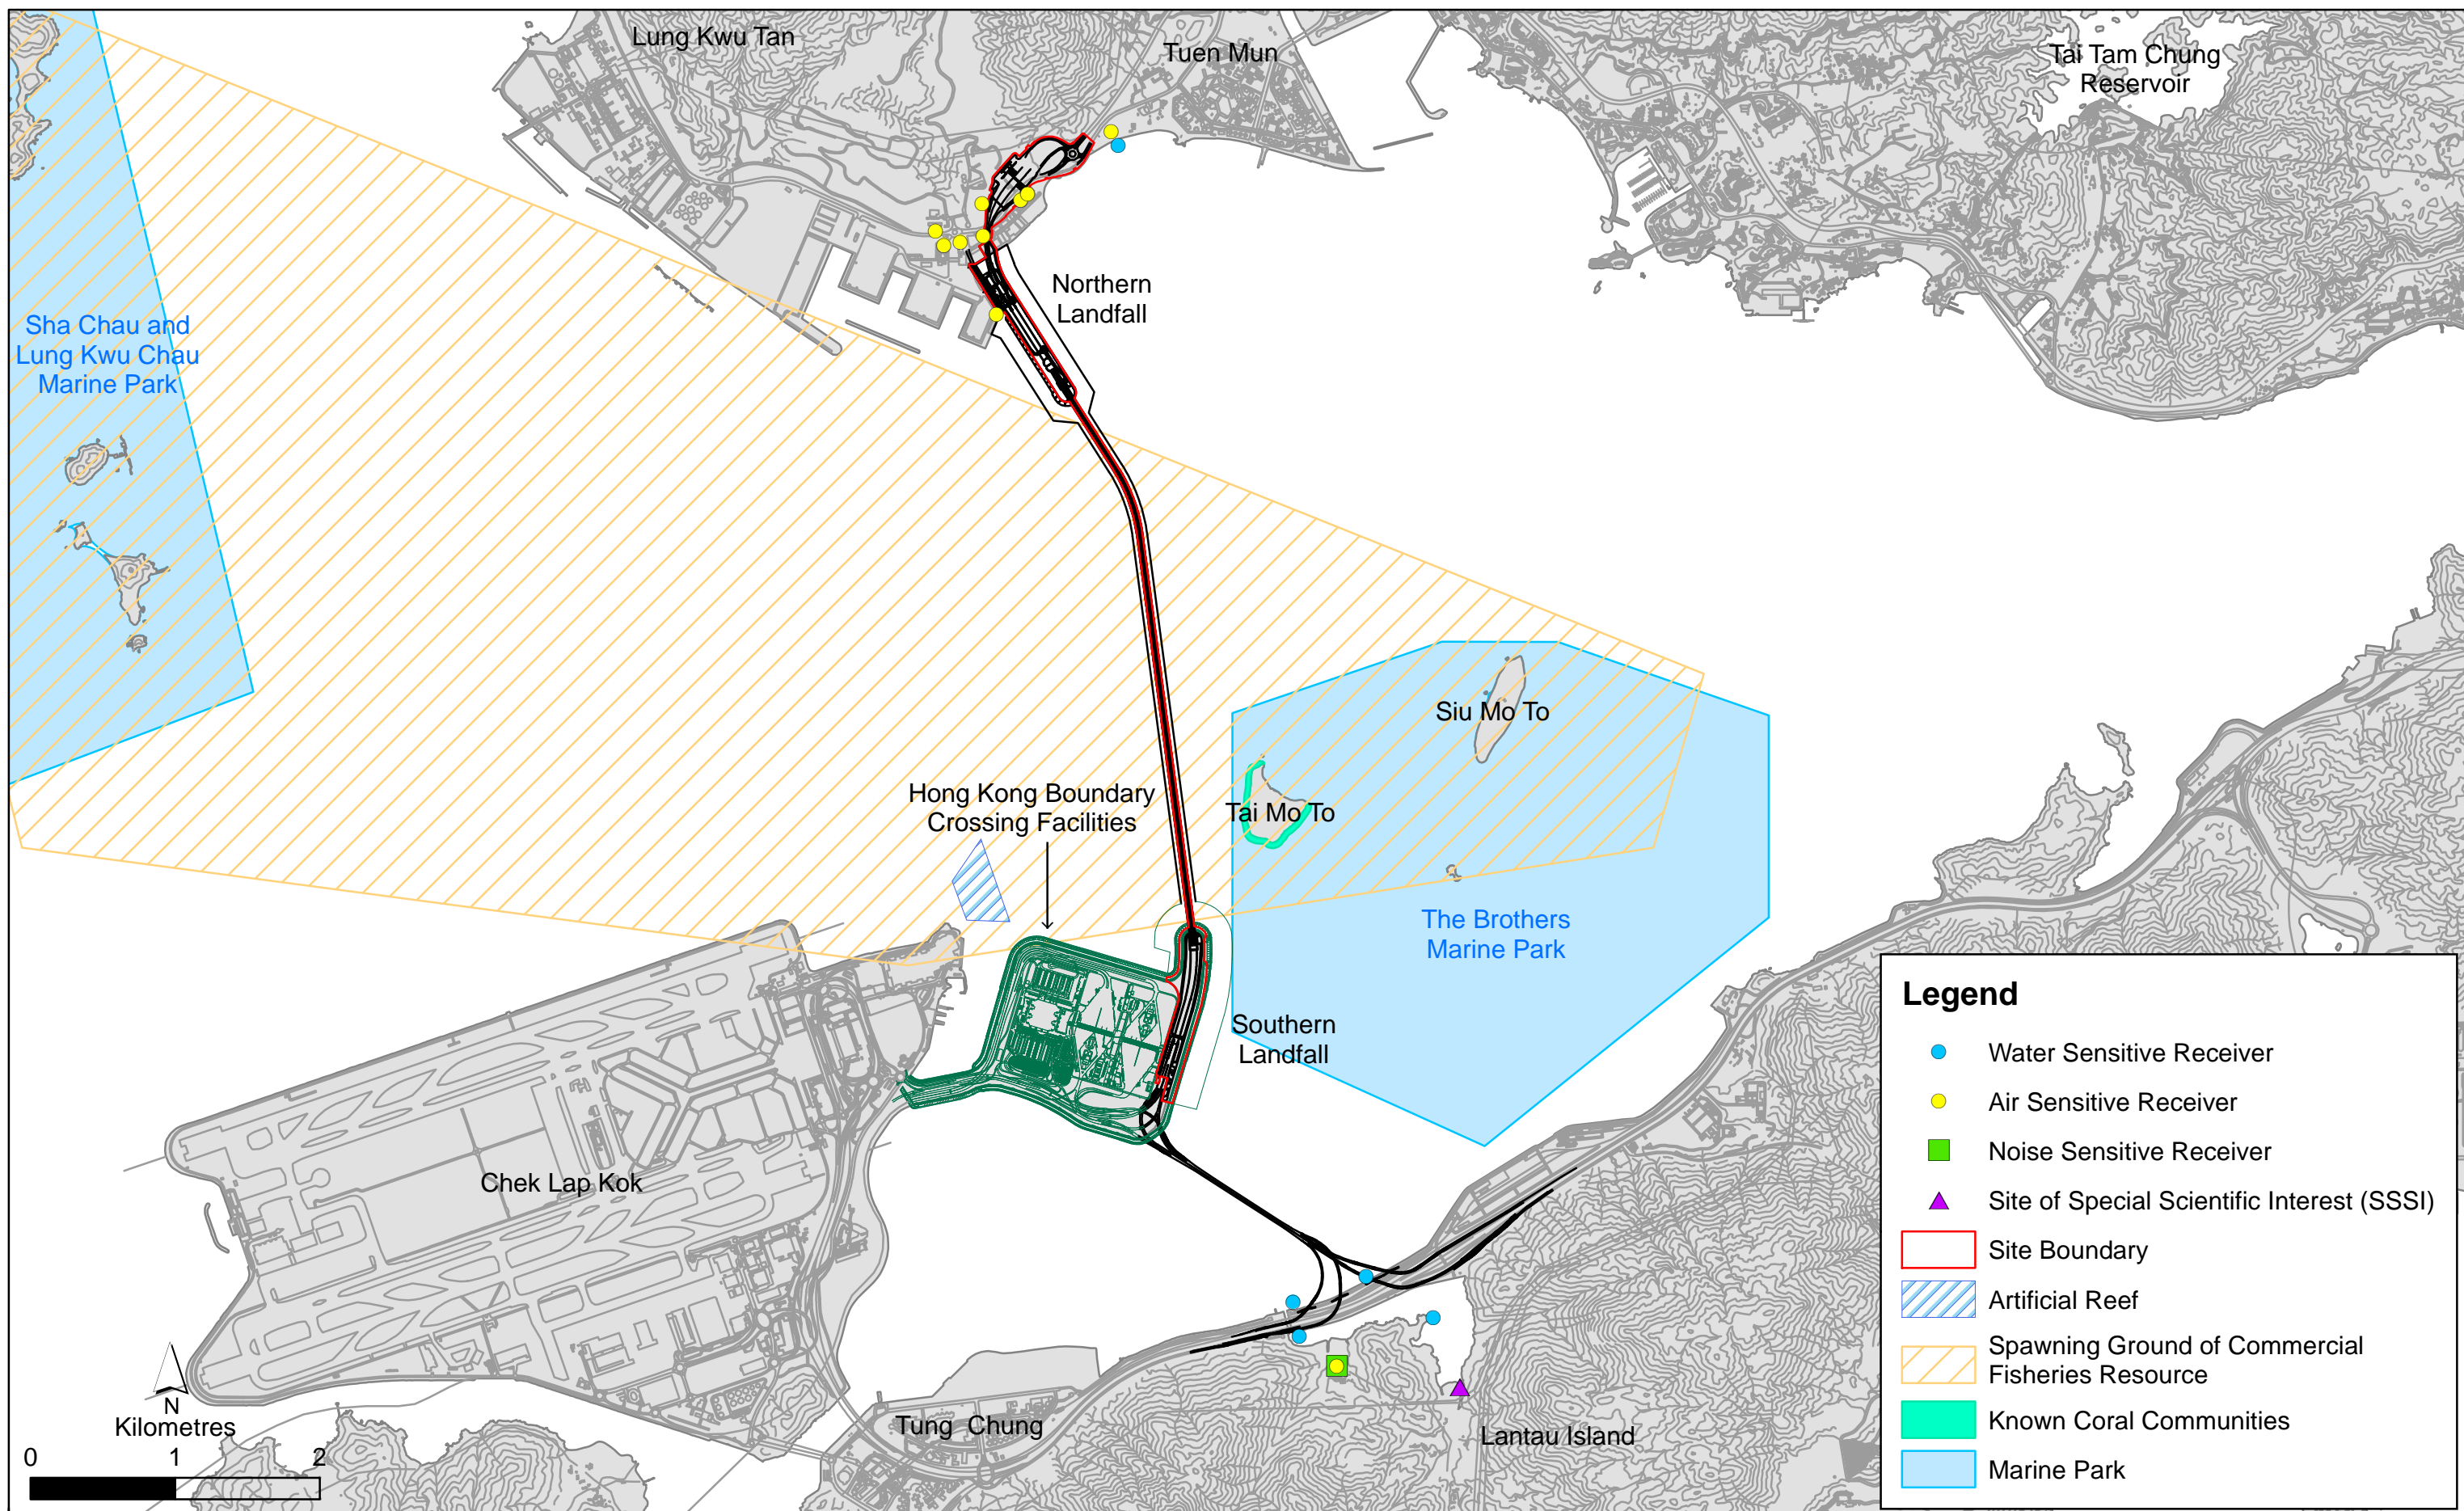 Lung Kwu Tan
Tuen Mun
Tai Tam Chung
Reservoir
Northern
Landfall
Sha Chau and
Lung Kwu Chau
Marine Park
Siu Mo To
Hong Kong Boundary
Crossing Facilities
Tai Mo To
The Brothers
Marine Park
Southern
Landfall
Chek Lap Kok
Tung Chung
Lantau Island
N
Kilometres
0 1 2
Legend
Water Sensitive Receiver
Air Sensitive Receiver
Noise Sensitive Receiver
Site of Special Scientific Interest (SSSI)
Site Boundary
Artificial Reef
Spawning Ground of Commercial
Fisheries Resource
Known Coral Communities
Marine Park